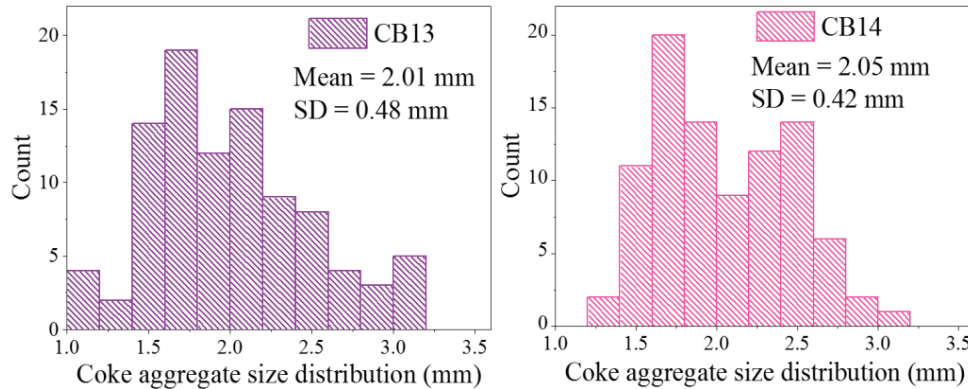 CB13
Mean = 2.01 mm
SD = 0.48 mm
Count
20
15
10
5
0
1.0 1.5 2.0 2.5 3.0 3.5
Coke aggregate size distribution (mm)
CB14
Mean = 2.05 mm
SD = 0.42 mm
Count
20
15
10
5
0
1.0 1.5 2.0 2.5 3.0 3.5
Coke aggregate size distribution (mm)